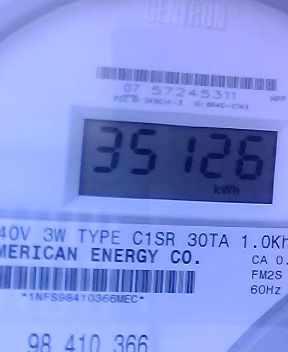 CENTRON®
07 57245311
35126
kWh
40V 3W TYPE C1SR 30TA 1.0Kh
MERICAN ENERGY CO.
CA 0.
FM2S
60Hz
*1NFS98410366MEC*
98 410 366